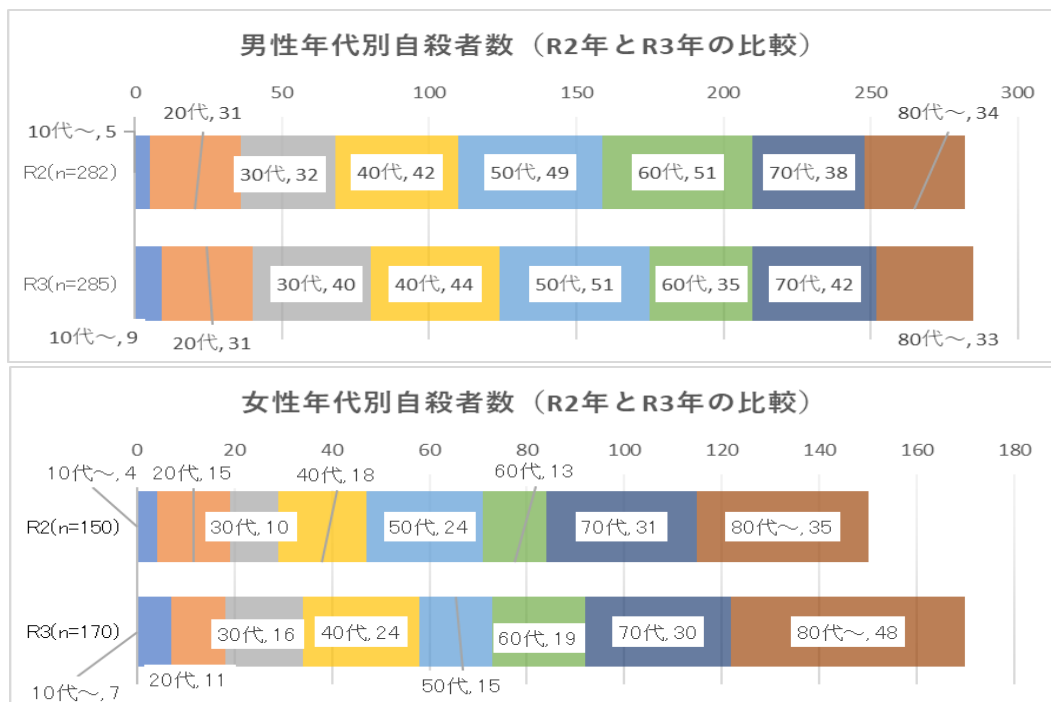 男性年代別自殺者数（R2年とR3年の比較）
0 50 100 150 200 250 300
20代, 31 80代～, 34
10代～, 5
R2(n=282) 30代, 32 40代, 42 50代, 49 60代, 51 70代, 38
R3(n=285) 30代, 40 40代, 44 50代, 51 60代, 35 70代, 42
10代～, 9 20代, 31 80代～, 33
女性年代別自殺者数（R2年とR3年の比較）
0 20 40 60 80 100 120 140 160 180
10代～, 4 20代, 15 40代, 18 60代, 13
R2(n=150) 30代, 10 50代, 24 70代, 31 80代～, 35
R3(n=170) 30代, 16 40代, 24 60代, 19 70代, 30 80代～, 48
10代～, 7 20代, 11 50代, 15